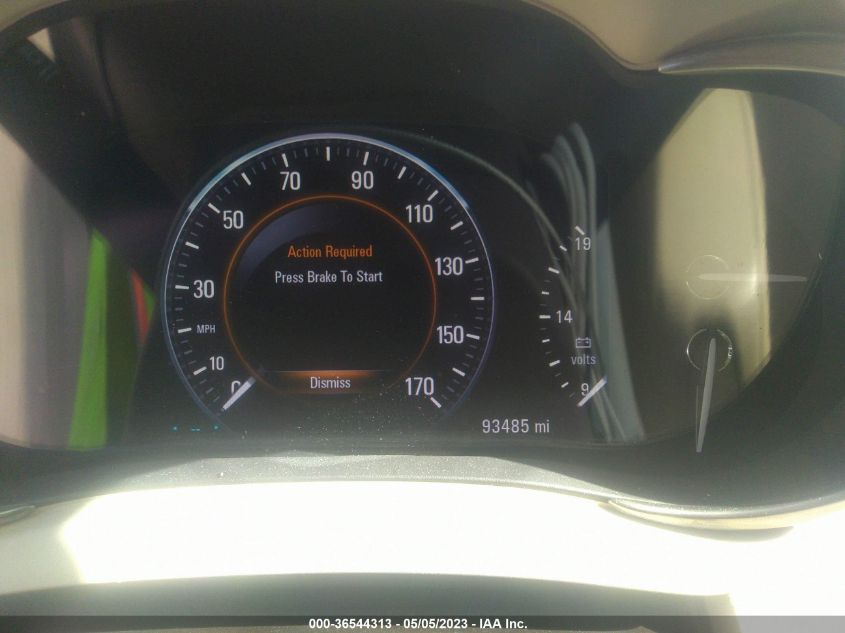 70 90
50 110
30 130
MPH
10 150
0 170
Action Required
Press Brake To Start
Dismiss
19
14
volts
9
93485 mi
000-36544313 - 05/05/2023 - IAA Inc.